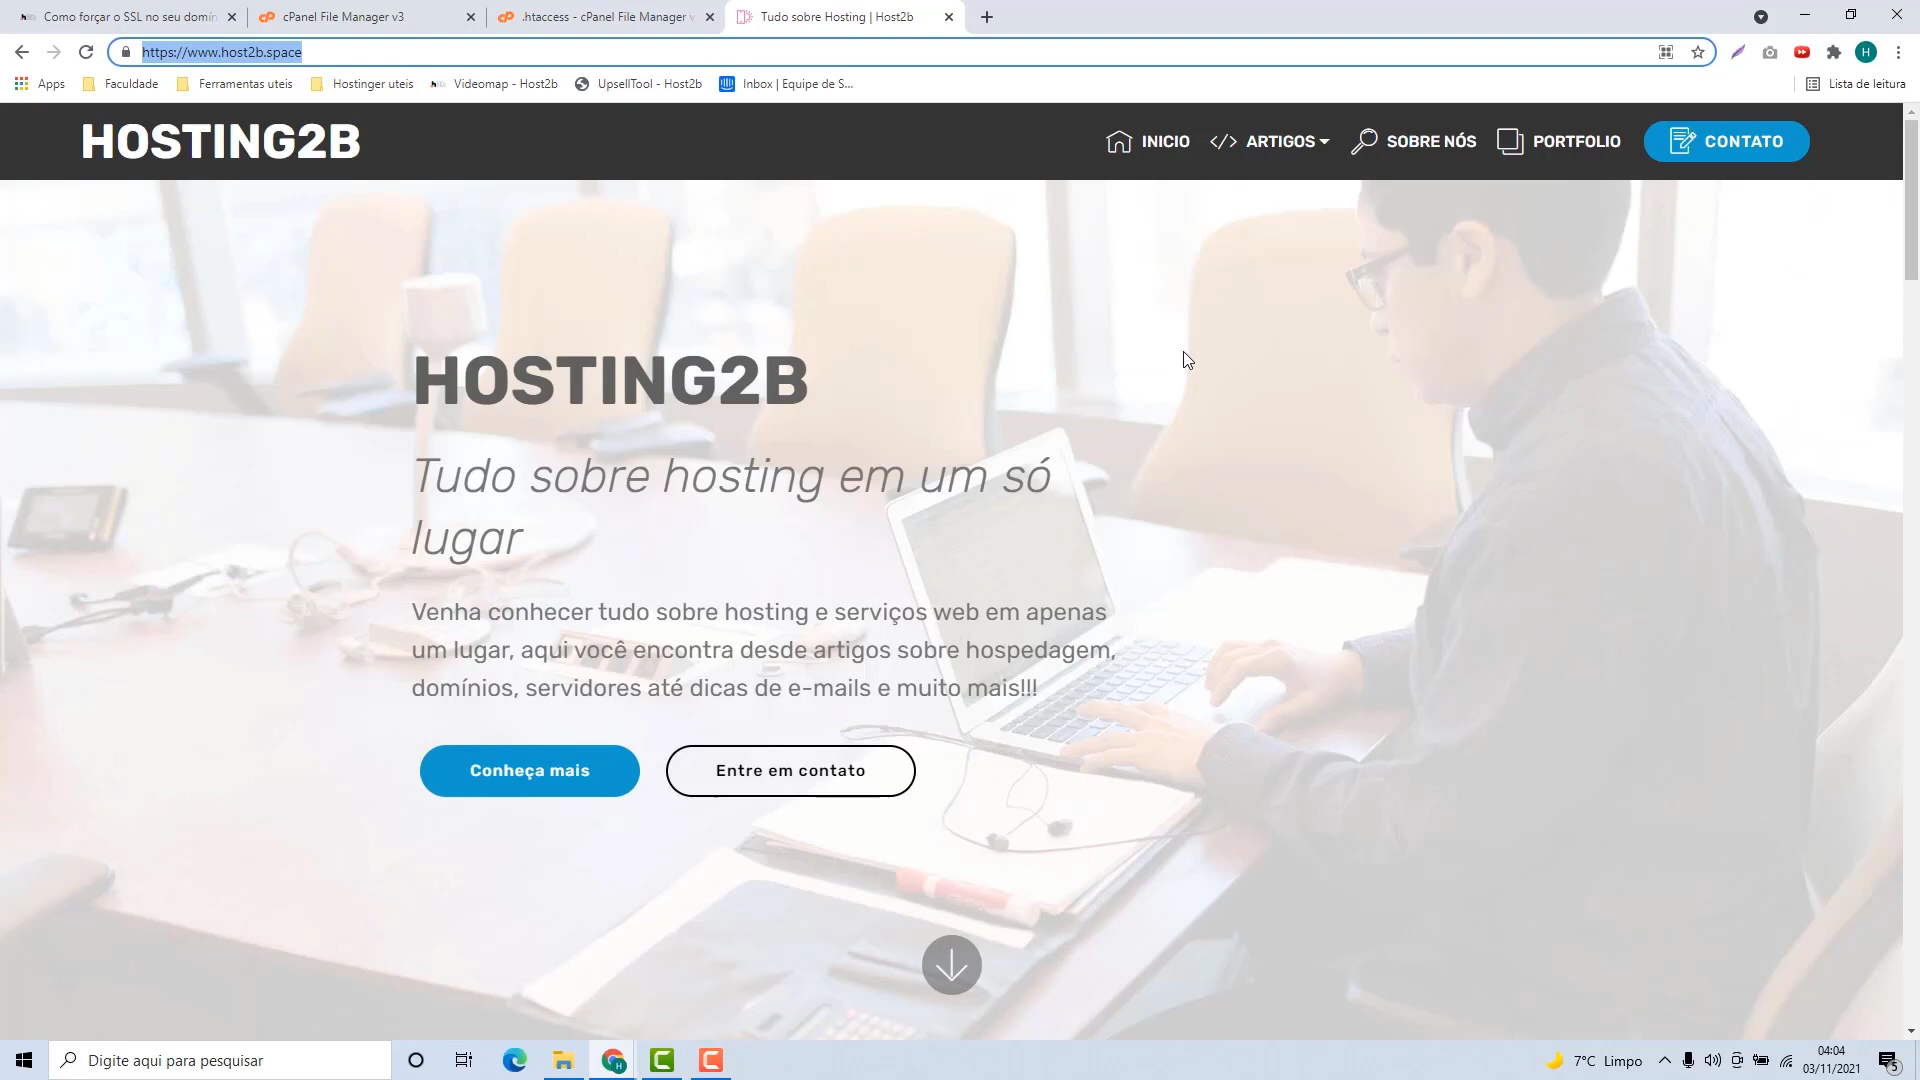 Como forçar o SSL no seu domín
cPanel File Manager v3
.htaccess - cPanel File Manager v
Tudo sobre Hosting | Host2b
https://www.host2b.space
H
Apps
Faculdade
Ferramentas uteis
Hostinger uteis
Videomap - Host2b
UpsellTool - Host2b
Inbox | Equipe de S...
Lista de leitura
HOSTING2B
INICIO
ARTIGOS
SOBRE NÓS
PORTFOLIO
CONTATO
HOSTING2B
Tudo sobre hosting em um só
lugar
Venha conhecer tudo sobre hosting e serviços web em apenas
um lugar, aqui você encontra desde artigos sobre hospedagem,
domínios, servidores até dicas de e-mails e muito mais!!!
Conheça mais
Entre em contato
Digite aqui para pesquisar
7°C Limpo
04:04
03/11/2021
5